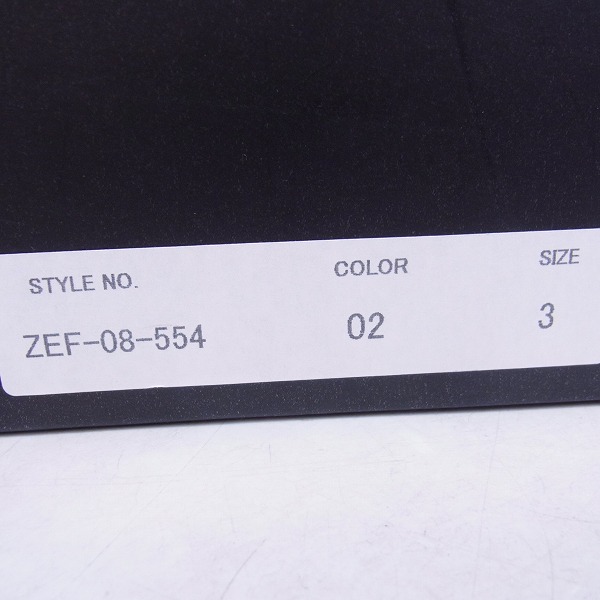 STYLE NO. COLOR SIZE
ZEF-08-554 02 3